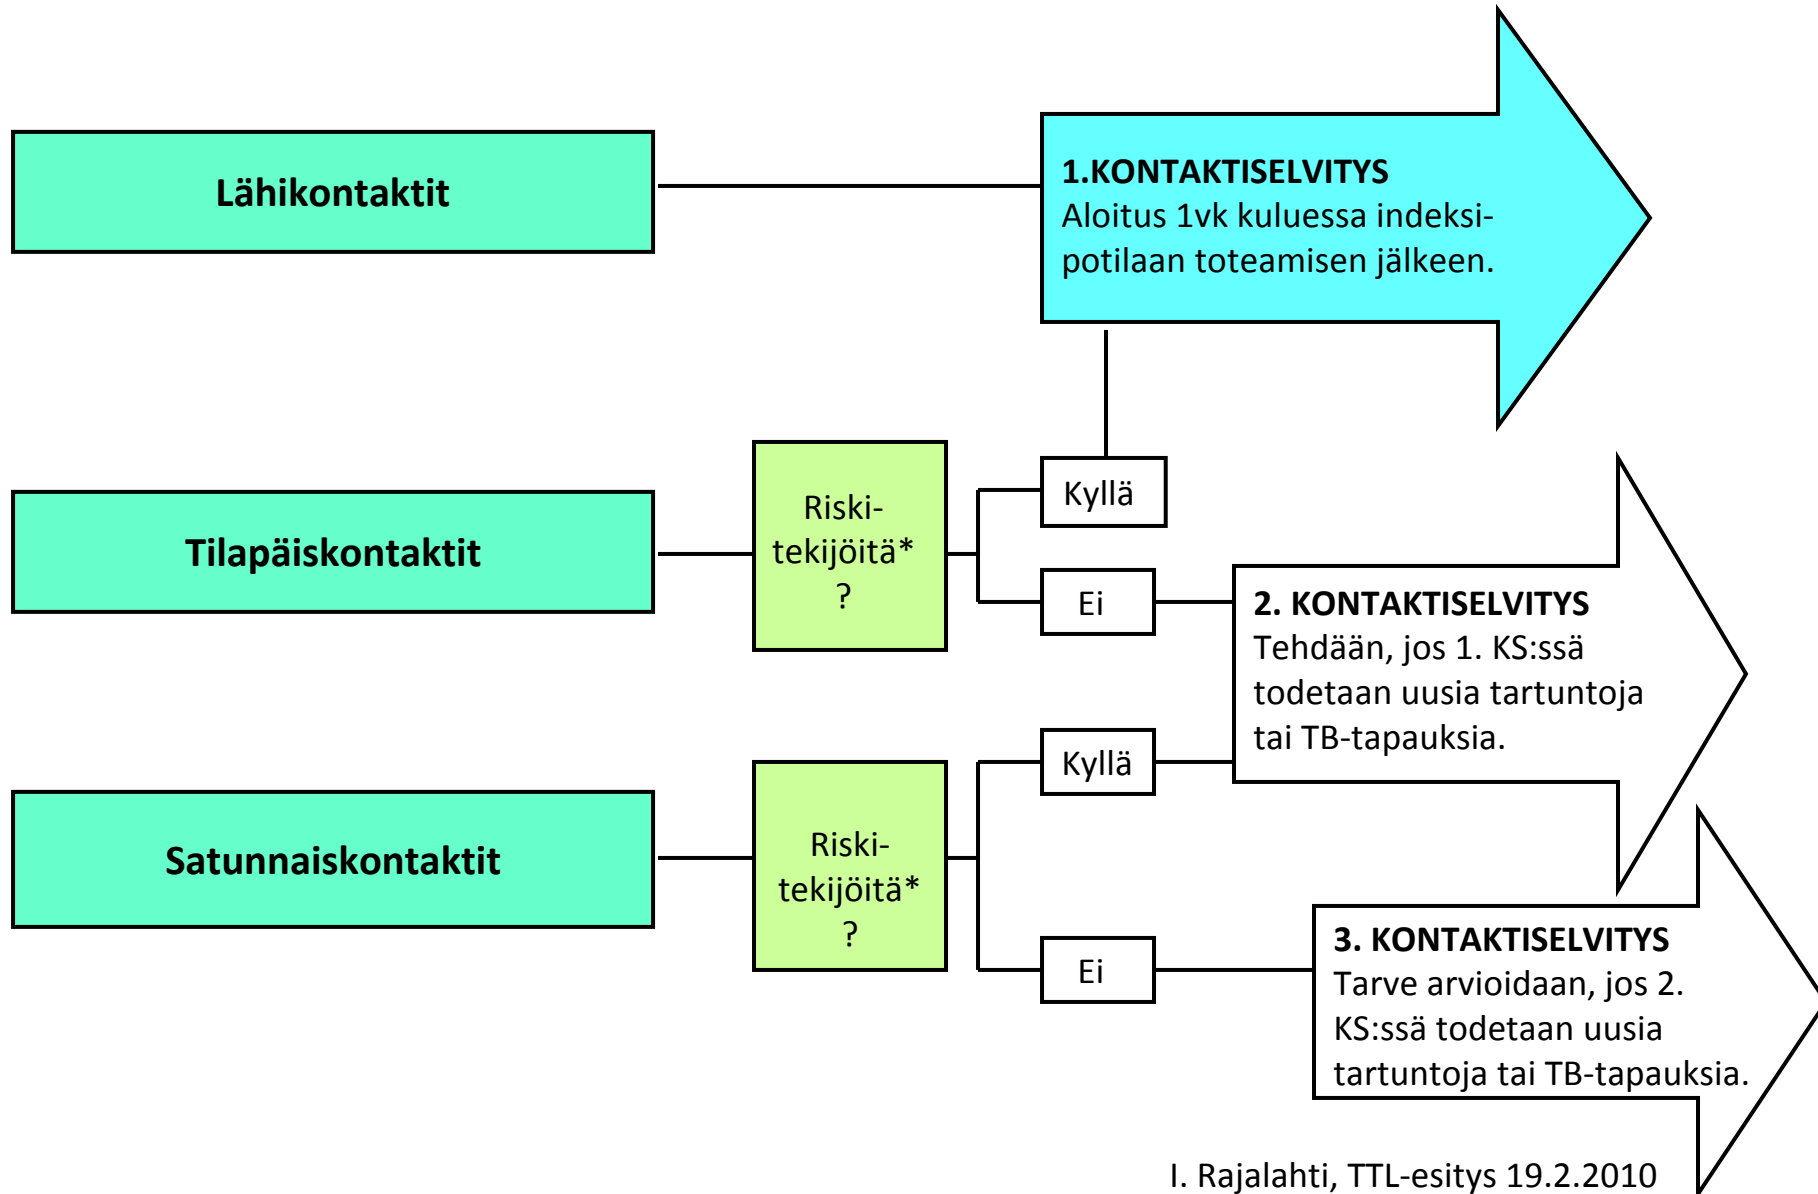 Lähikontaktit
1.KONTAKTISELVITYS
Aloitus 1vk kuluessa indeksi-
potilaan toteamisen jälkeen.
Tilapäiskontaktit
Riski-
tekijöitä*
?
Kyllä
Ei
2. KONTAKTISELVITYS
Tehdään, jos 1. KS:ssä
todetaan uusia tartuntoja
tai TB-tapauksia.
Satunnaiskontaktit
Riski-
tekijöitä*
?
Kyllä
Ei
3. KONTAKTISELVITYS
Tarve arvioidaan, jos 2.
KS:ssä todetaan uusia
tartuntoja tai TB-tapauksia.
I. Rajalahti, TTL-esitys 19.2.2010